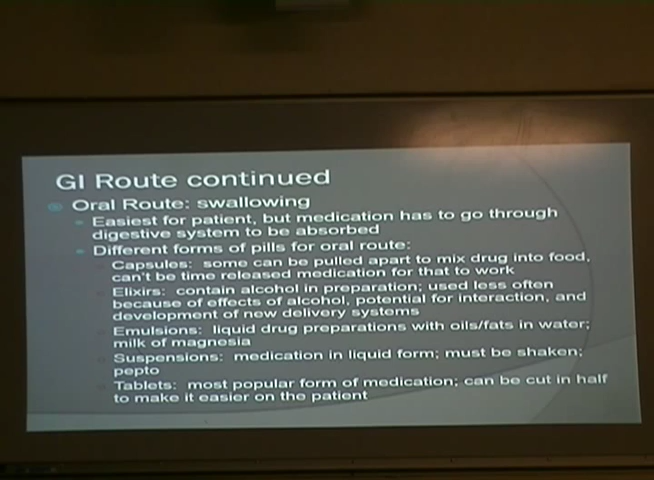 GI Route continued
Oral Route: swallowing
Easiest for patient, but medication has to go through
digestive system to be absorbed
Different forms of pills for oral route:
Capsules: some can be pulled apart to mix drug into food,
can't be time released medication for that to work
Elixirs: contain alcohol in preparation; used less often
because of effects of alcohol, potential for interaction, and
development of new delivery systems
Emulsions: liquid drug preparations with oils/fats in water;
milk of magnesia
Suspensions: medication in liquid form; must be shaken;
pepto
Tablets: most popular form of medication; can be cut in half
to make it easier on the patient